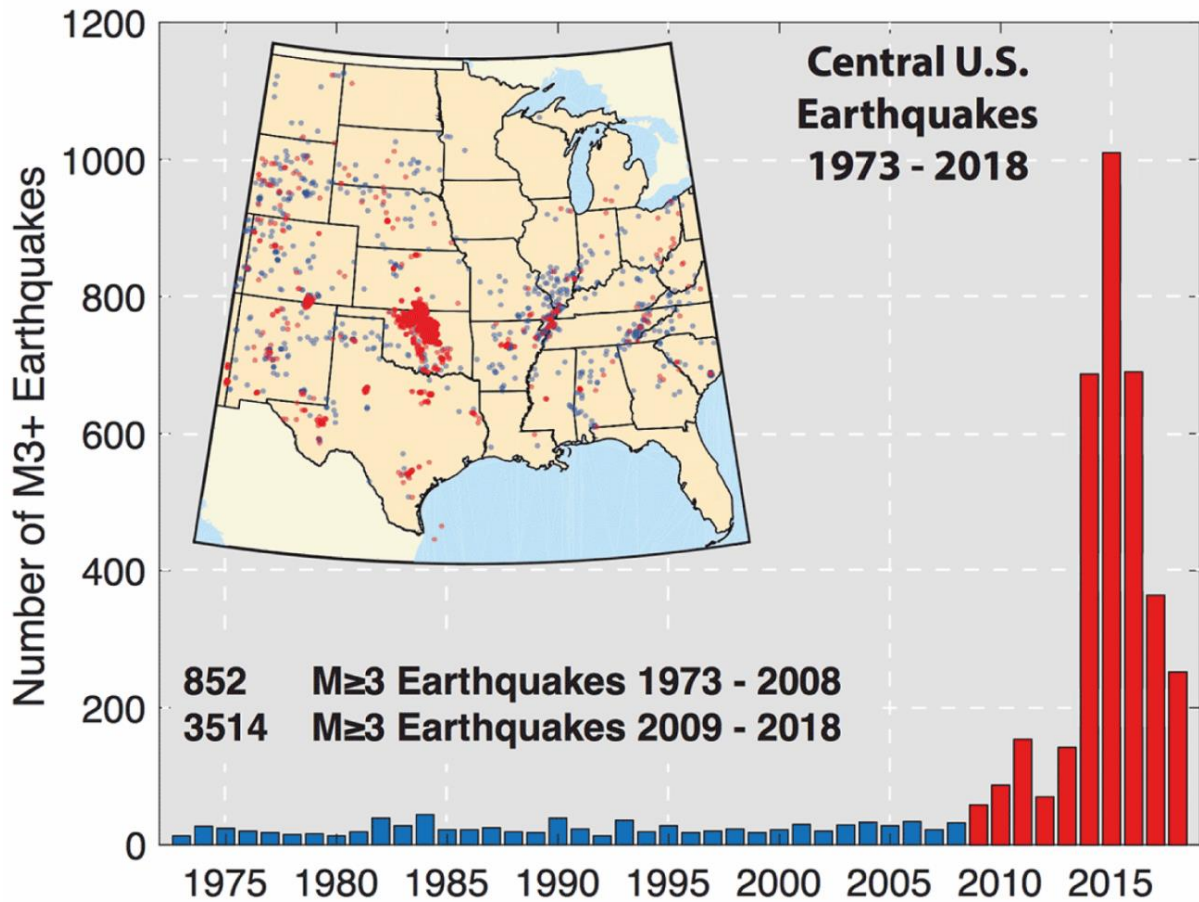 Central U.S.
Earthquakes
1973 - 2018
Number of M3+ Earthquakes
1200
1000
800
600
400
200
0
852 M≥3 Earthquakes 1973 - 2008
3514 M≥3 Earthquakes 2009 - 2018
1975 1980 1985 1990 1995 2000 2005 2010 2015